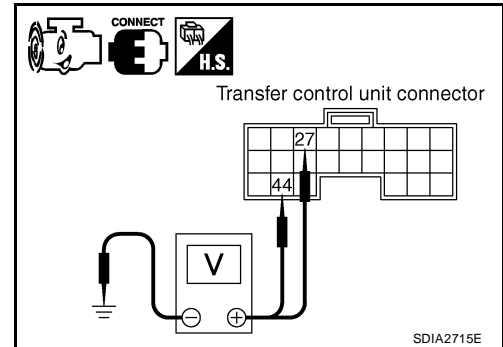 CONNECT
H.S.
Transfer control unit connector
27
44
V
− +
SDIA2715E